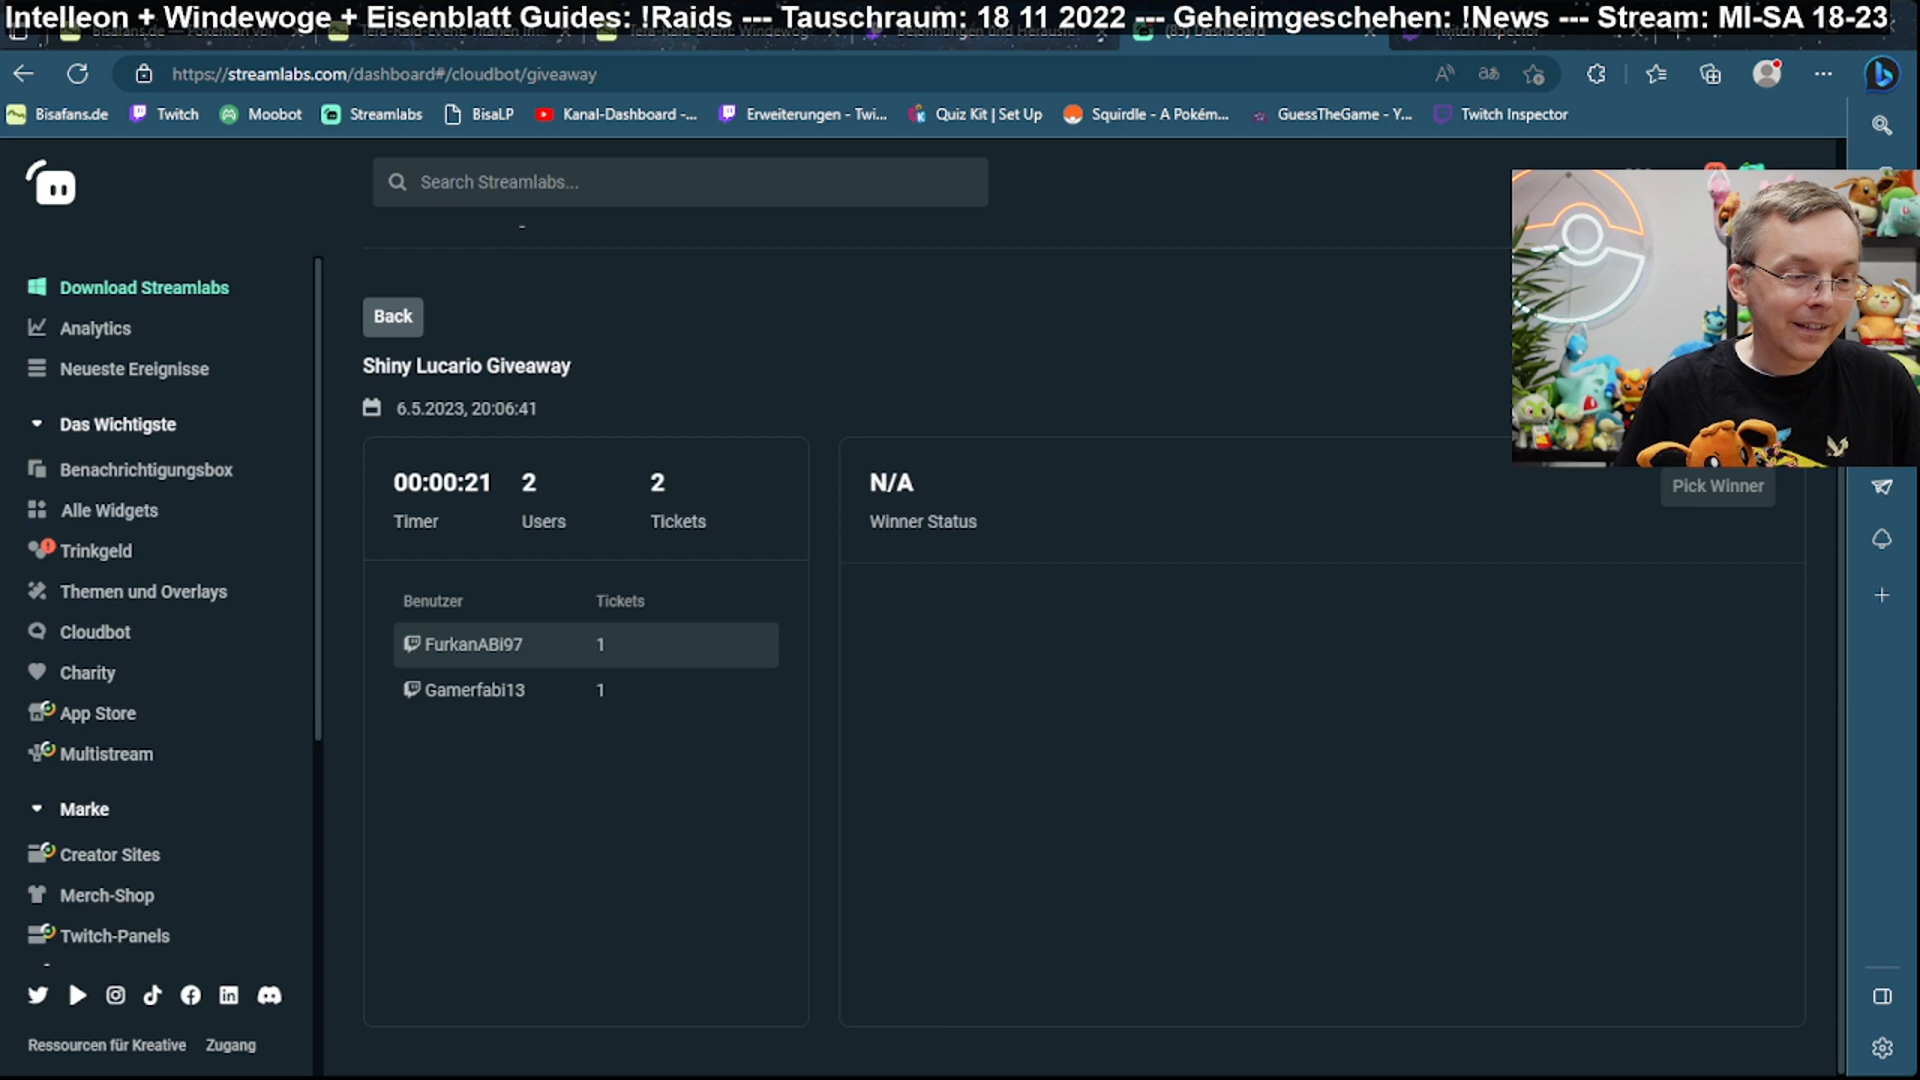 Intelleon + Windewoge + Eisenblatt Guides: !Raids --- Tauschraum: 18 11 2022 --- Geheimgeschehen: !News --- Stream: MI-SA 18-23
https://streamlabs.com/dashboard#/cloudbot/giveaway
Bisafans.de Twitch Moobot Streamlabs BisaLP Kanal-Dashboard -... Erweiterungen - Twi... Quiz Kit | Set Up Squirdle - A Pokém... GuessTheGame - Y... Twitch Inspector
Search Streamlabs...
Download Streamlabs
Analytics
Neueste Ereignisse
Das Wichtigste
Benachrichtigungsbox
Alle Widgets
Trinkgeld
Themen und Overlays
Cloudbot
Charity
App Store
Multistream
Marke
Creator Sites
Merch-Shop
Twitch-Panels
Ressourcen für Kreative Zugang
Back
Shiny Lucario Giveaway
6.5.2023, 20:06:41
00:00:21 2 2
Timer Users Tickets
Benutzer Tickets
FurkanABi97 1
Gamerfabi13 1
N/A
Winner Status
Pick Winner